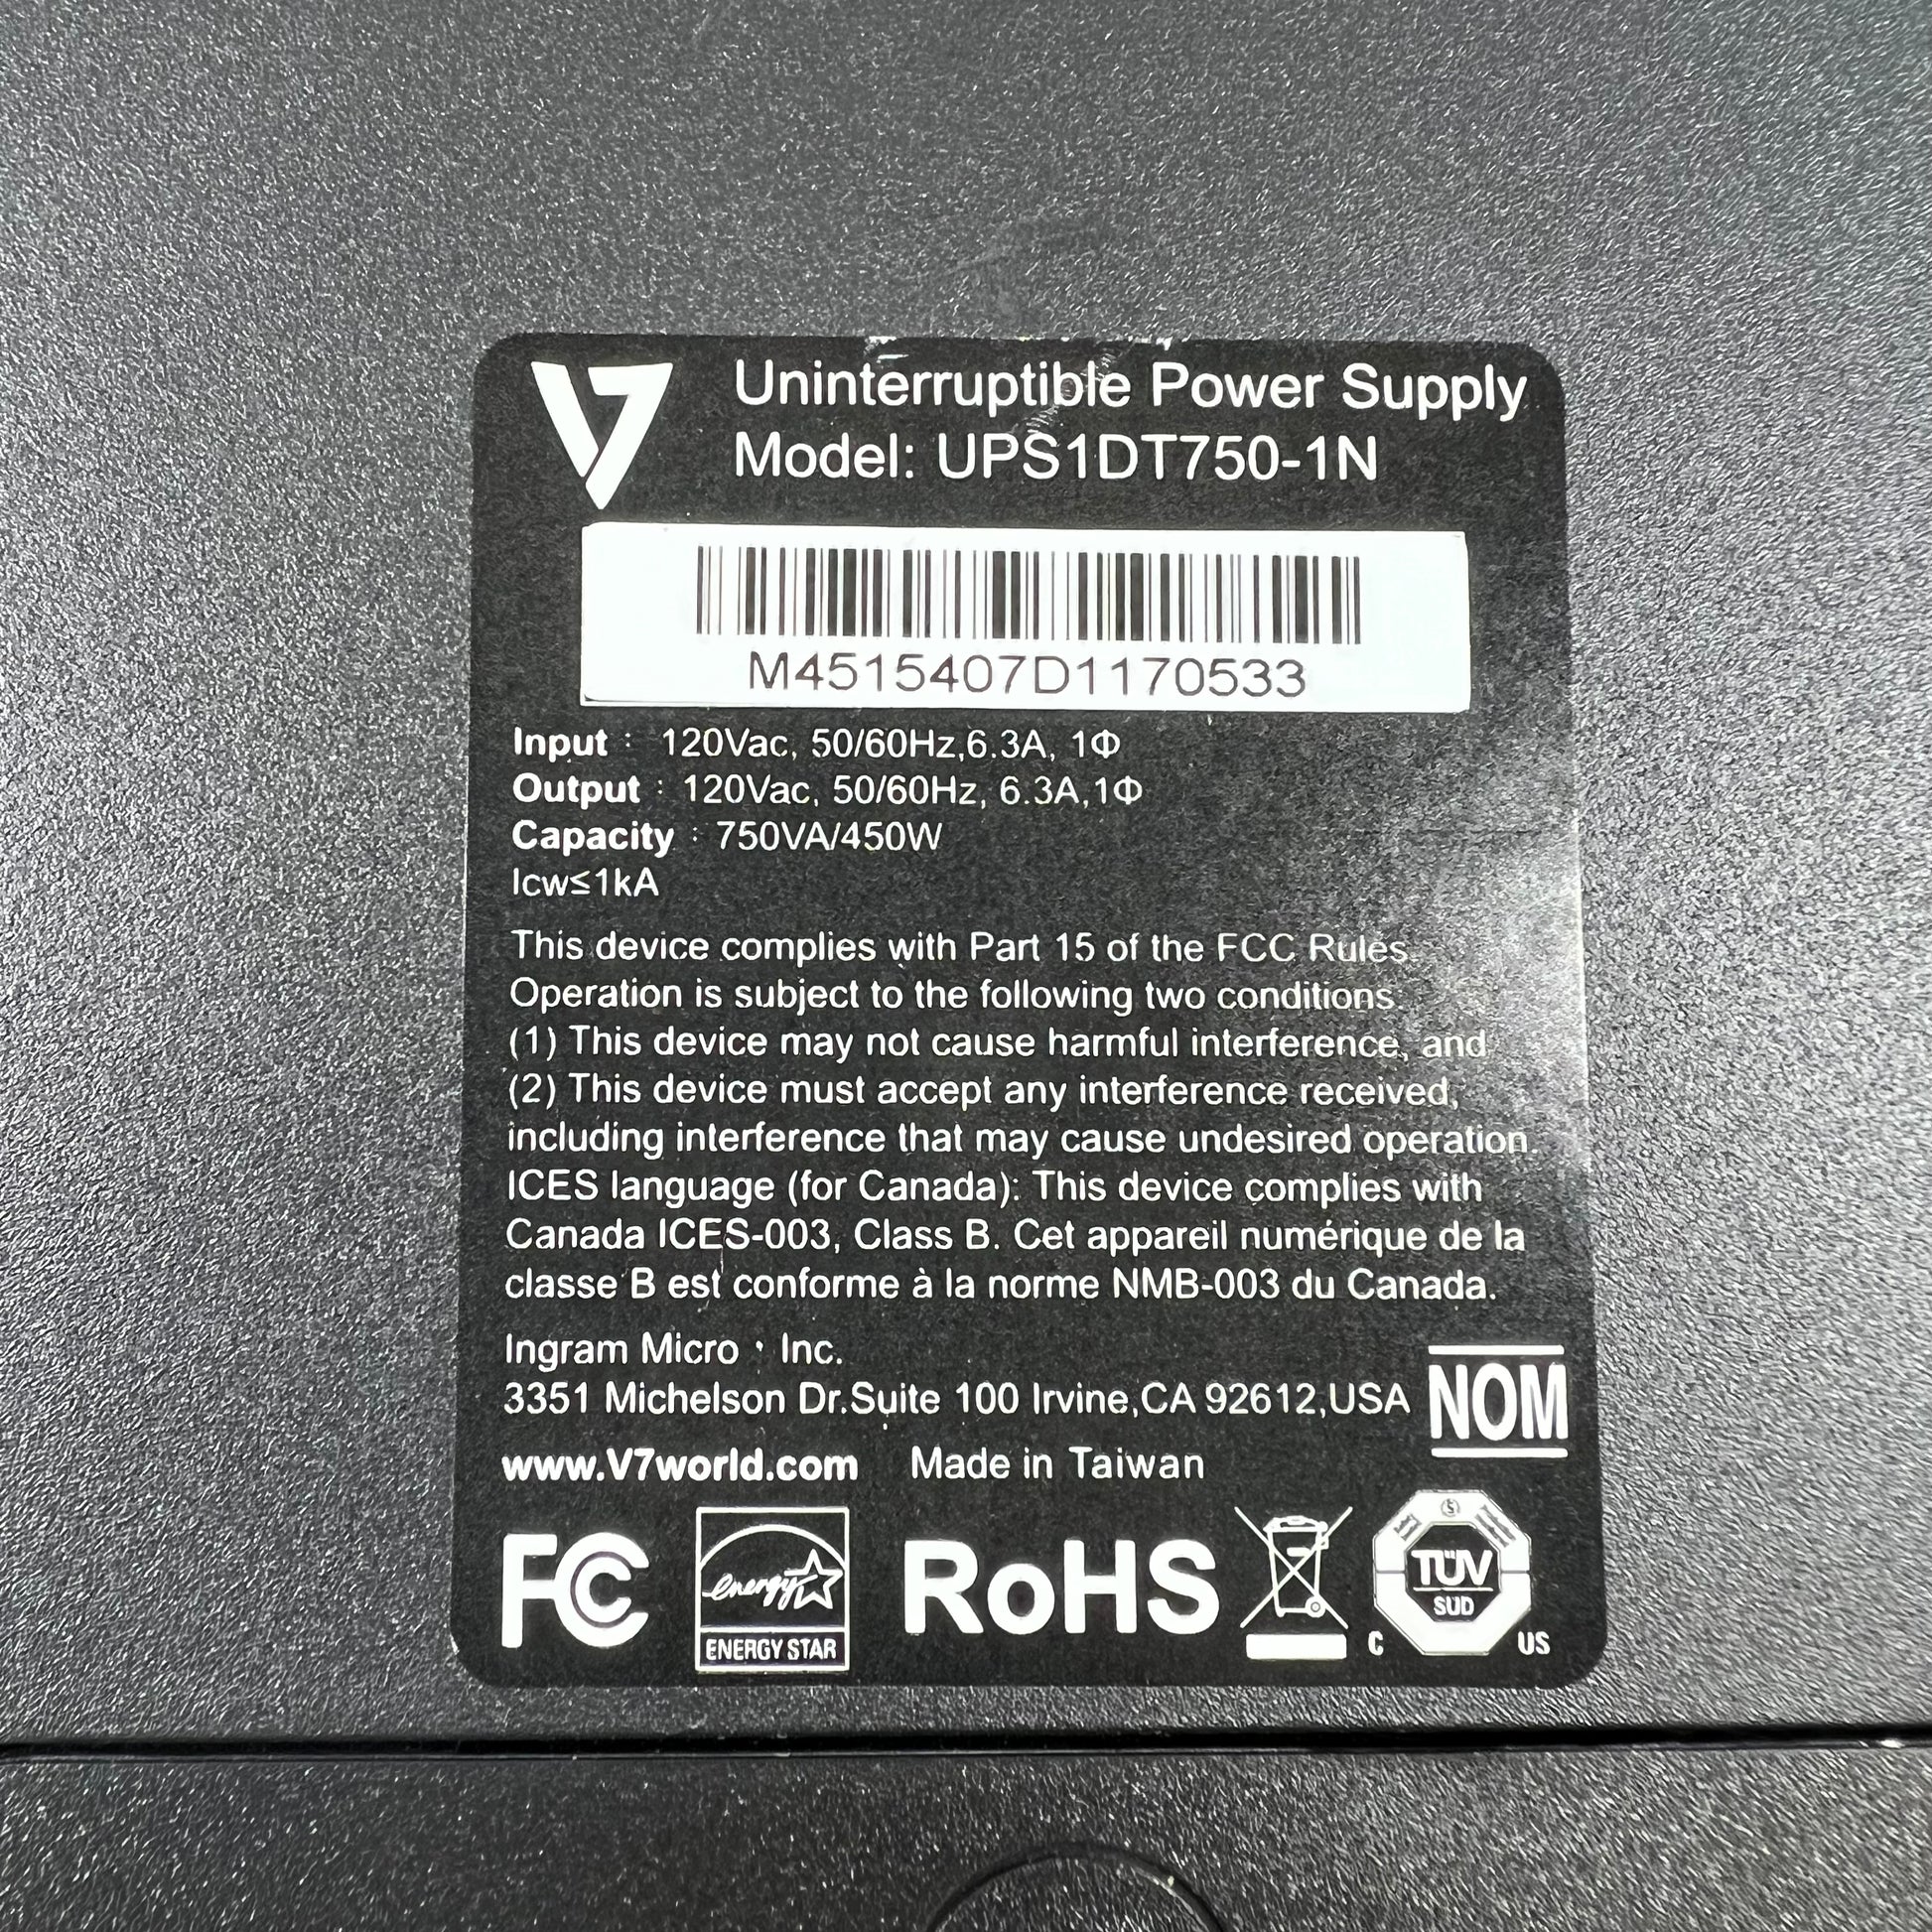 V7
Uninterruptible Power Supply
Model: UPS1DT750-1N
M4515407D1170533
Input : 120Vac, 50/60Hz,6.3A, 1Φ
Output : 120Vac, 50/60Hz, 6.3A,1Φ
Capacity : 750VA/450W
Icw≤1kA
This device complies with Part 15 of the FCC Rules.
Operation is subject to the following two conditions:
(1) This device may not cause harmful interference, and
(2) This device must accept any interference received,
including interference that may cause undesired operation.
ICES language (for Canada): This device complies with
Canada ICES-003, Class B. Cet appareil numérique de la
classe B est conforme à la norme NMB-003 du Canada.
Ingram Micro , Inc.
3351 Michelson Dr.Suite 100 Irvine,CA 92612,USA
NOM
www.V7world.com Made in Taiwan
FC
energy
ENERGY STAR
RoHS
TÜV
SÜD
C US